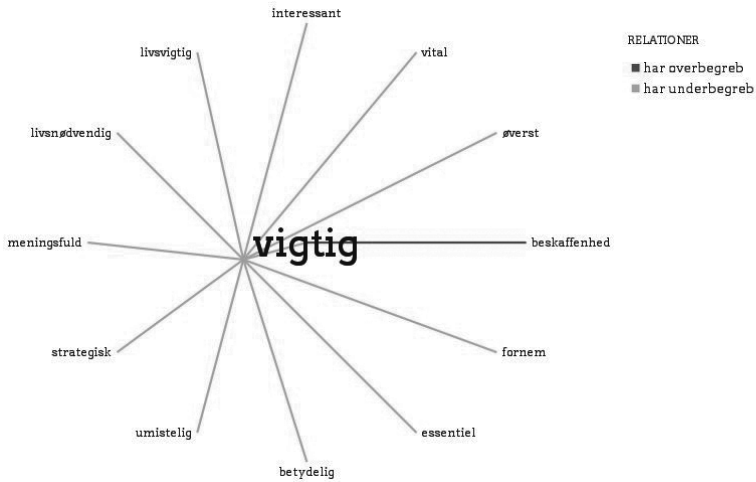 interessant
livsvigtig
vital
RELATIONER
har overbegreb
har underbegreb
livsnødvendig
øverst
meningsfuld
vigtig
beskaffenhed
strategisk
fornem
umistelig
essentiel
betydelig